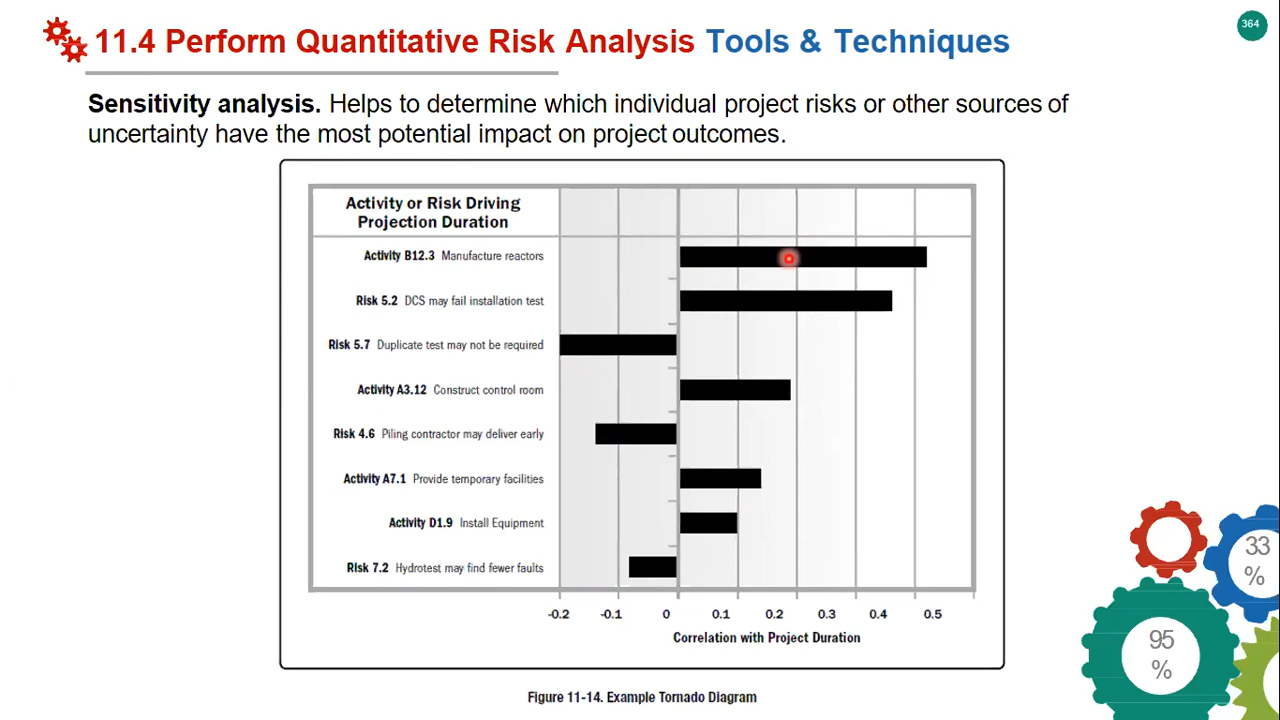 364
11.4 Perform Quantitative Risk Analysis Tools & Techniques
Sensitivity analysis. Helps to determine which individual project risks or other sources of
uncertainty have the most potential impact on project outcomes.
Activity or Risk Driving
Projection Duration
Activity B12.3 Manufacture reactors
Risk 5.2 DCS may fail installation test
Risk 5.7 Duplicate test may not be required
Activity A3.12 Construct control room
Risk 4.6 Piling contractor may deliver early
Activity A7.1 Provide temporary facilities
Activity D1.9 Install Equipment
Risk 7.2 Hydrotest may find fewer faults
-0.2 -0.1 0 0.1 0.2 0.3 0.4 0.5
Correlation with Project Duration
Figure 11-14. Example Tornado Diagram
33
%
95
%